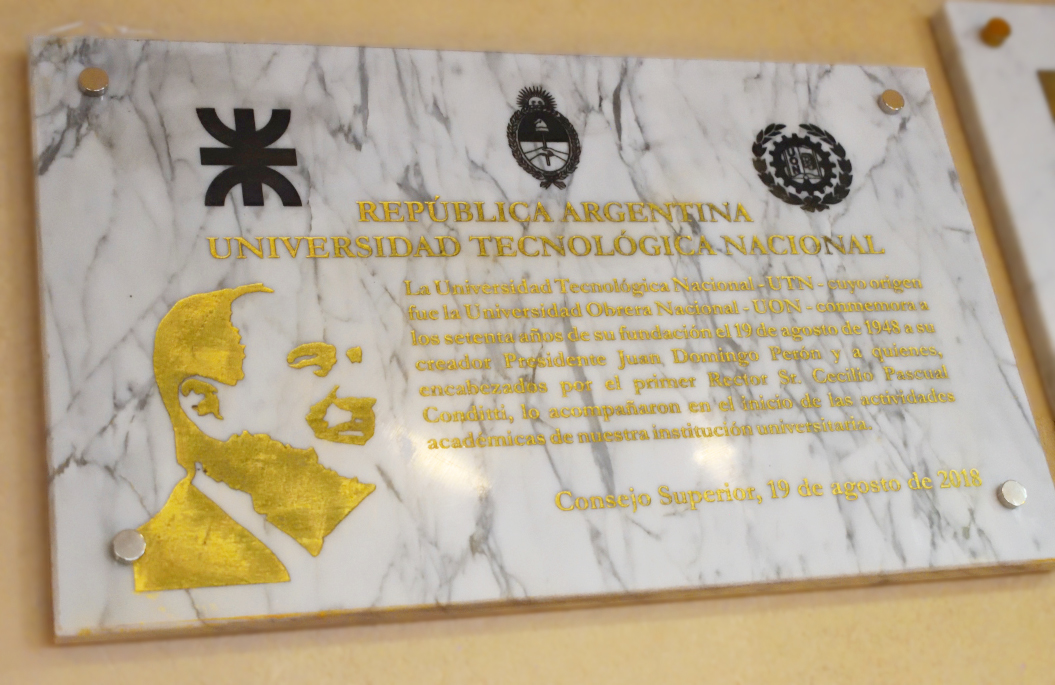 REPÚBLICA ARGENTINA
UNIVERSIDAD TECNOLÓGICA NACIONAL
La Universidad Tecnológica Nacional - UTN - cuyo origen
fue la Universidad Obrera Nacional - UON - conmemora a
los setenta años de su fundación el 19 de agosto de 1948 a su
creador Presidente Juan Domingo Perón y a quienes,
encabezados por el primer Rector Sr. Cecilio Pascual
Conditti, lo acompañaron en el inicio de las actividades
académicas de nuestra institución universitaria.
Consejo Superior, 19 de agosto de 2018